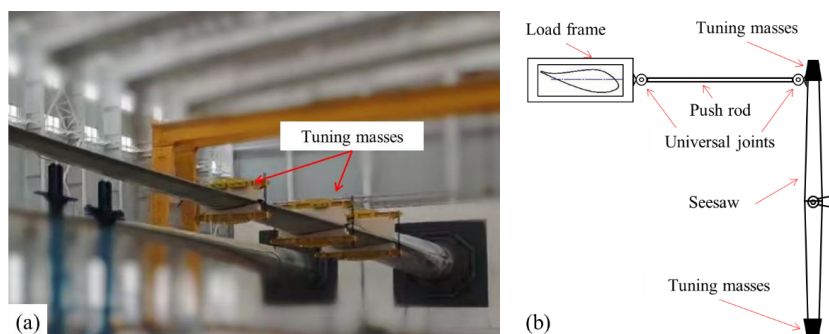 Tuning masses
(a)
Load frame
Tuning masses
Push rod
Universal joints
Seesaw
Tuning masses
(b)